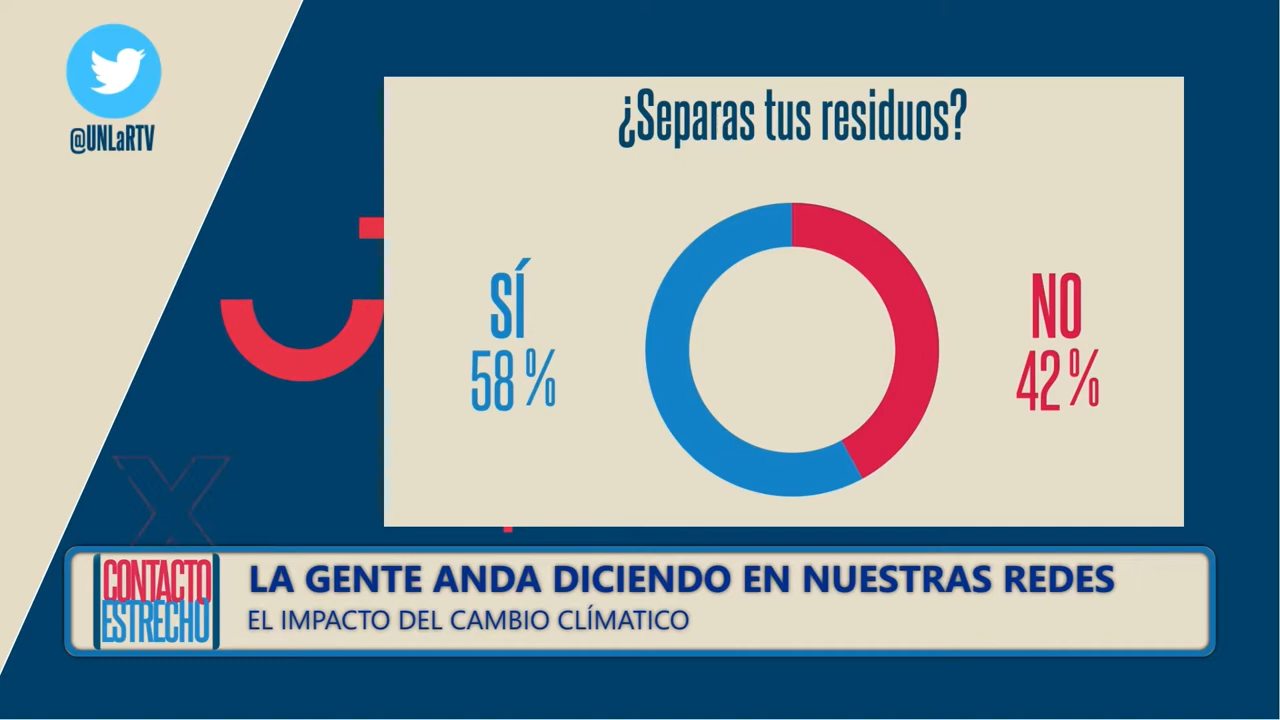 @UNLaRTV
¿Separas tus residuos?
SÍ
58%
NO
42%
X
CONTACTO
ESTRECHO
LA GENTE ANDA DICIENDO EN NUESTRAS REDES
EL IMPACTO DEL CAMBIO CLÍMATICO